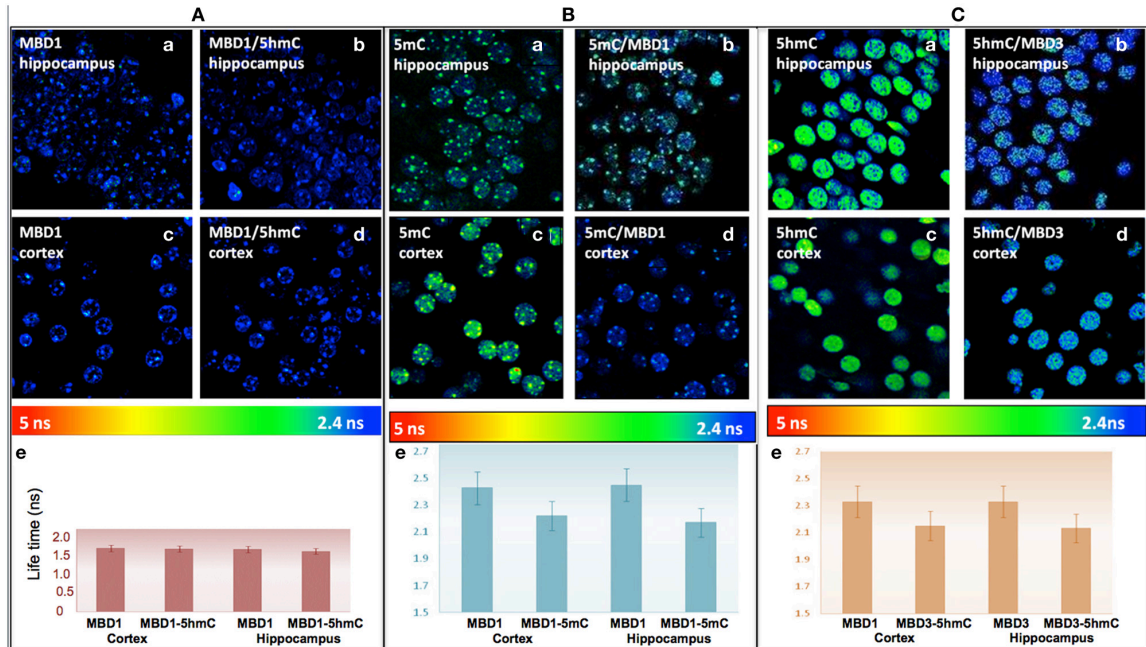 A
B
C
MBD1
hippocampus
a
MBD1/5hmC
hippocampus
b
5mC
hippocampus
a
5mC/MBD1
hippocampus
b
5hmC
hippocampus
a
5hmC/MBD3
hippocampus
b
MBD1
cortex
c
MBD1/5hmC
cortex
d
5mC
cortex
c
5mC/MBD1
cortex
d
5hmC
cortex
c
5hmC/MBD3
cortex
d
5 ns 2.4 ns
5 ns 2.4 ns
5 ns 2.4ns
e
Life time (ns)
2.0
1.5
1.0
0.5
0
MBD1 MBD1-5hmC MBD1 MBD1-5hmC
Cortex Hippocampus
e
2.7
2.5
2.3
2.1
1.9
1.7
1.5
MBD1 MBD1-5mC MBD1 MBD1-5mC
Cortex Hippocampus
e
2.7
2.5
2.3
2.1
1.9
1.7
1.5
MBD1 MBD3-5hmC MBD3 MBD3-5hmC
Cortex Hippocampus